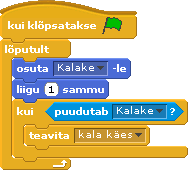 kui klõpsatakse
lõputult
osuta Kalake -le
liigu 1 sammu
kui puudutab Kalake ?
teavita kala käes